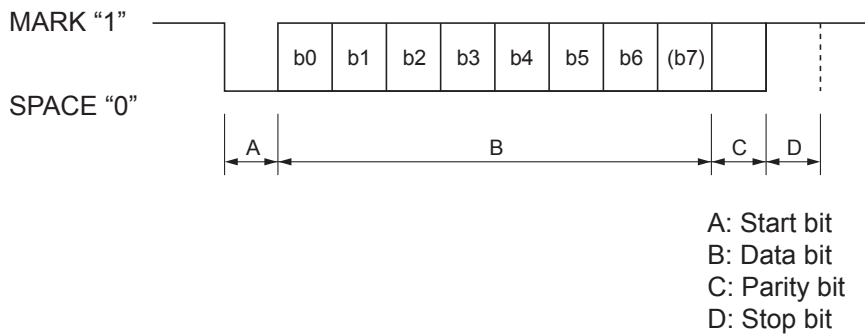 MARK “1”
b0 b1 b2 b3 b4 b5 b6 (b7)
SPACE “0”
A B C D
A: Start bit
B: Data bit
C: Parity bit
D: Stop bit